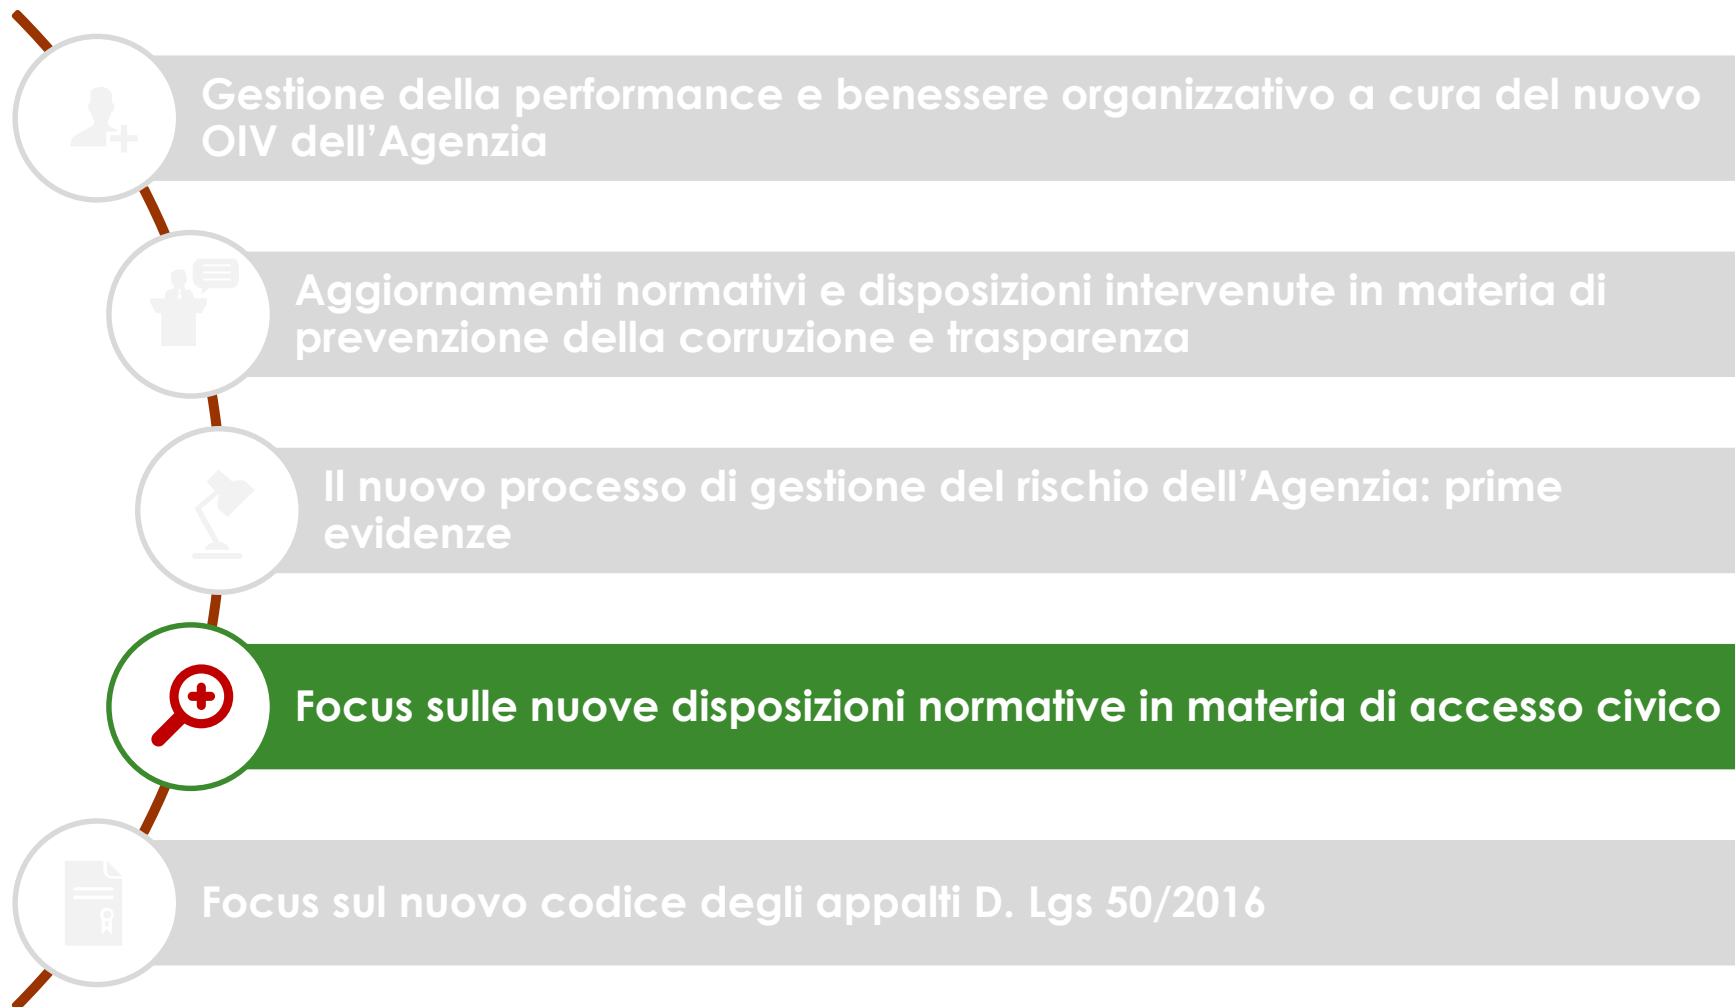 Gestione della performance e benessere organizzativo a cura del nuovo
OIV dell’Agenzia
Aggiornamenti normativi e disposizioni intervenute in materia di
prevenzione della corruzione e trasparenza
Il nuovo processo di gestione del rischio dell’Agenzia: prime
evidenze
Focus sulle nuove disposizioni normative in materia di accesso civico
Focus sul nuovo codice degli appalti D. Lgs 50/2016